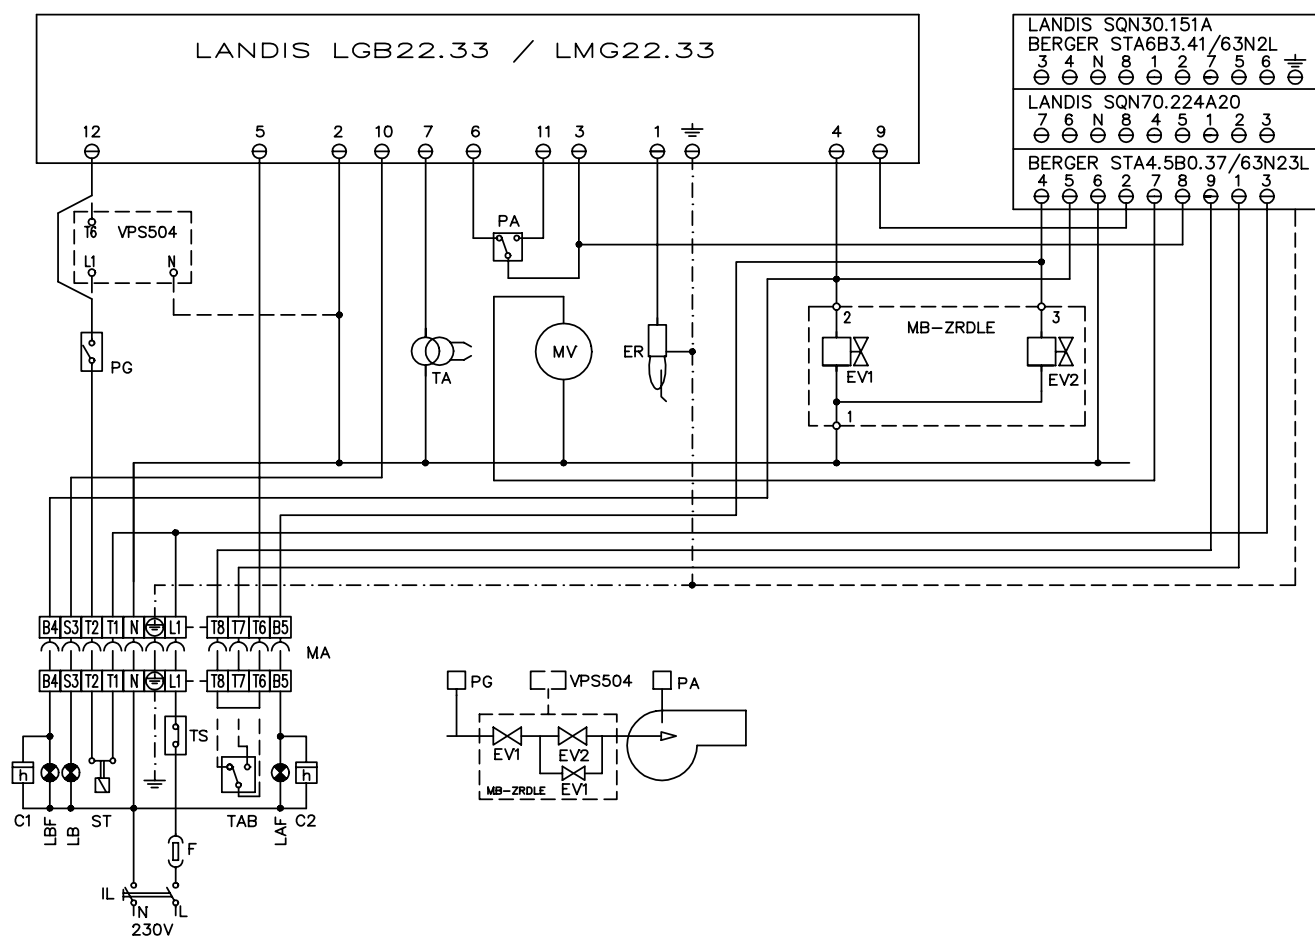 LANDIS LGB22.33 / LMG22.33
12 5 2 10 7 6 11 3 1 4 9
LANDIS SQN30.151A
BERGER STA6B3.41/63N2L
3 4 N 8 1 2 7 5 6
LANDIS SQN70.224A20
7 6 N 8 4 5 1 2 3
BERGER STA4.5B0.37/63N23L
4 5 6 2 7 8 9 1 3
T6 VPS504
L1 N
PG
PA
TA
MV
ER
2 MB-ZRDLE 3
EV1 EV2
1
B4 S3 T2 T1 N L1 T8 T7 T6 B5
MA
B4 S3 T2 T1 N L1 T8 T7 T6 B5
TS
h h
C1 LBF LB ST TAB LAF C2
F
IL
N L
230V
PG VPS504 PA
EV1 EV2
MB-ZRDLE EV1